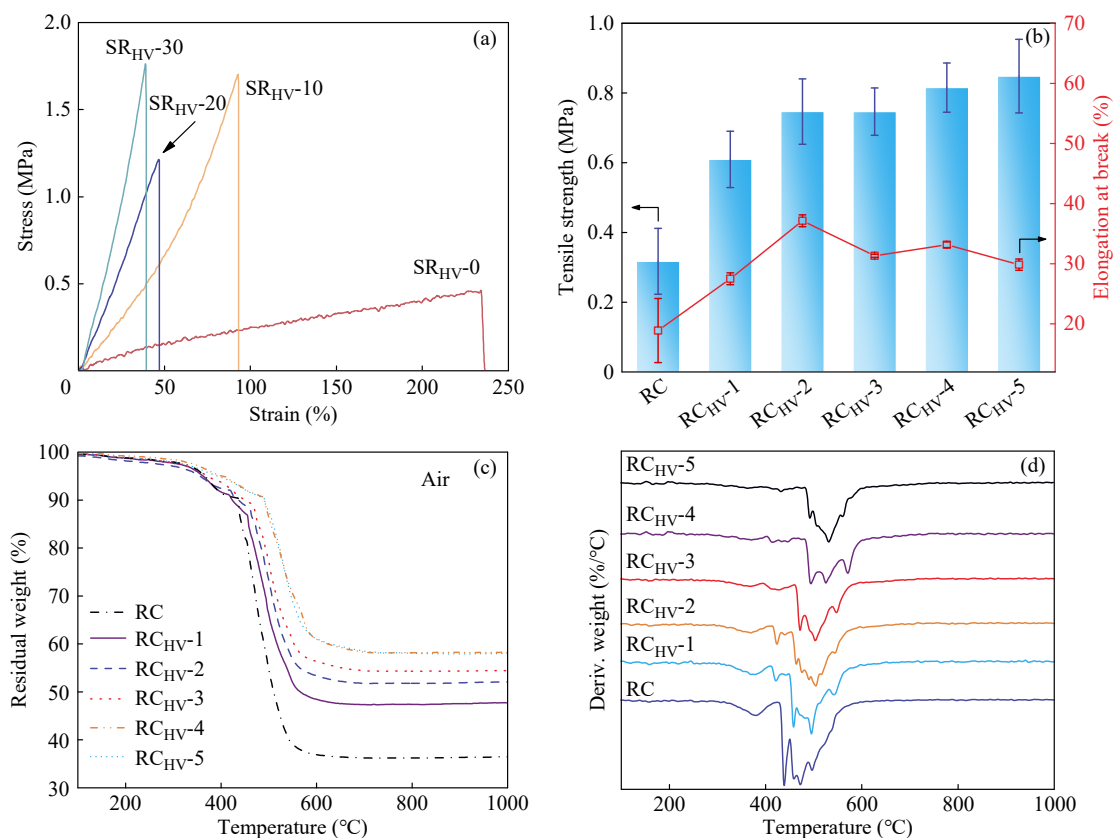 (a)
2.0
1.5
1.0
0.5
0
Stress (MPa)
SR_HV-30
SR_HV-20
SR_HV-10
SR_HV-0
0 50 100 150 200 250
Strain (%)
(b)
1.0
0.8
0.6
0.4
0.2
0
Tensile strength (MPa)
70
60
50
40
30
20
Elongation at break (%)
RC RC_HV-1 RC_HV-2 RC_HV-3 RC_HV-4 RC_HV-5
(c)
Air
100
90
80
70
60
50
40
30
Residual weight (%)
RC
RC_HV-1
RC_HV-2
RC_HV-3
RC_HV-4
RC_HV-5
200 400 600 800 1000
Temperature (°C)
(d)
Deriv. weight (%/°C)
RC_HV-5
RC_HV-4
RC_HV-3
RC_HV-2
RC_HV-1
RC
200 400 600 800 1000
Temperature (°C)